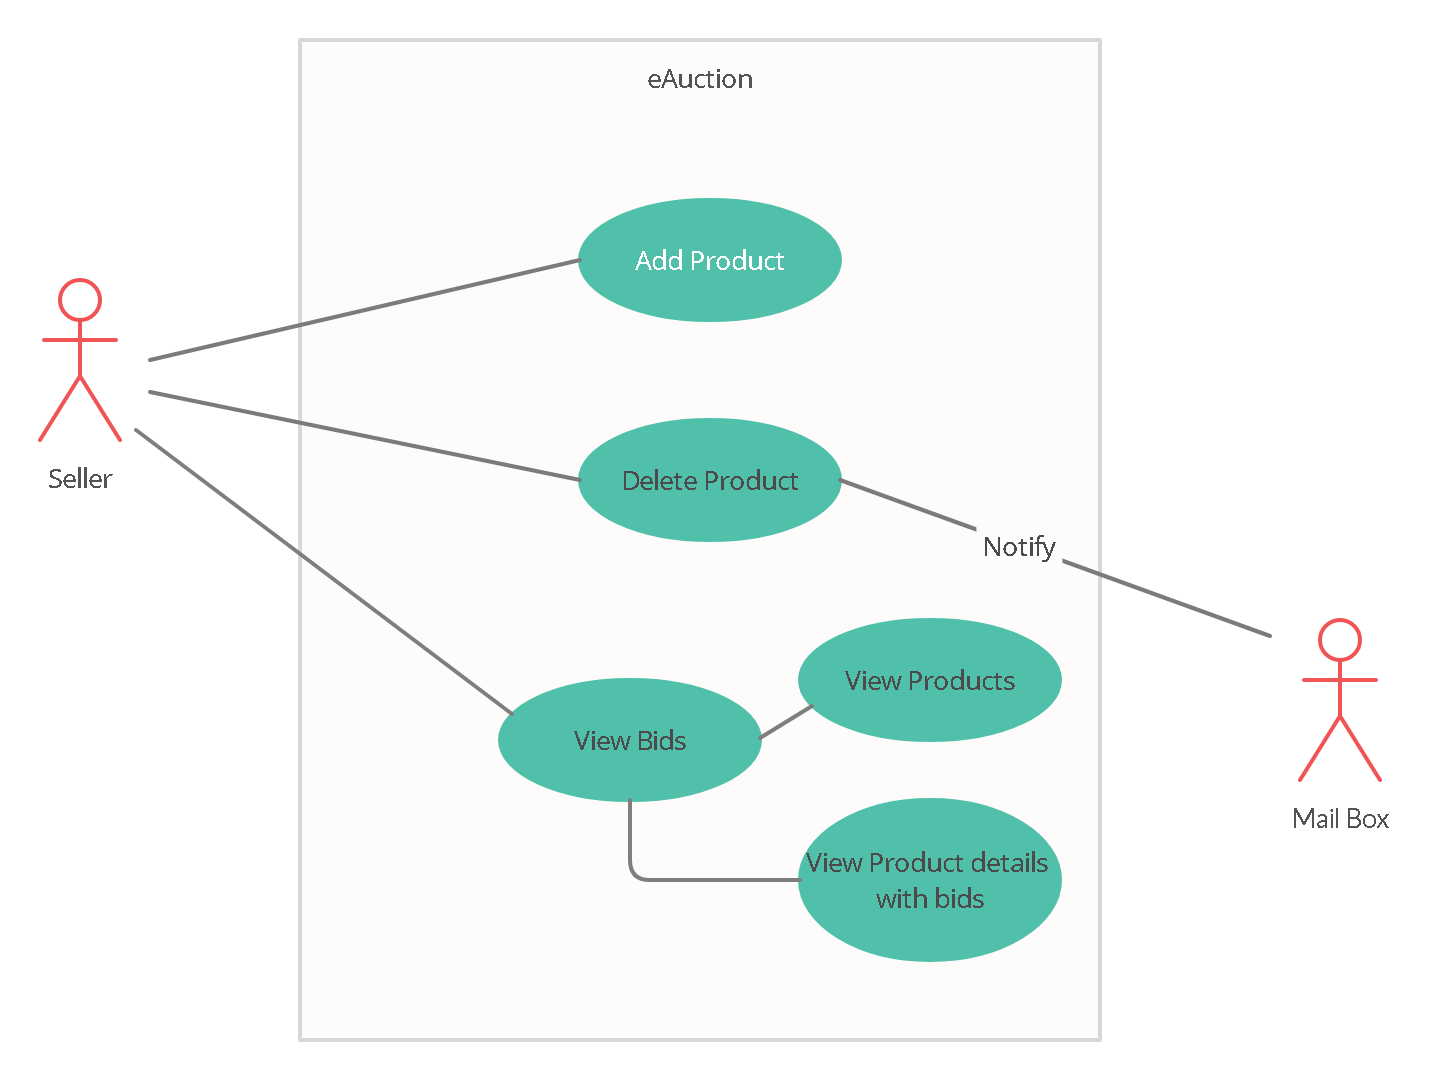 eAuction
Add Product
Seller
Delete Product
Notify
View Products
View Bids
Mail Box
View Product details
with bids